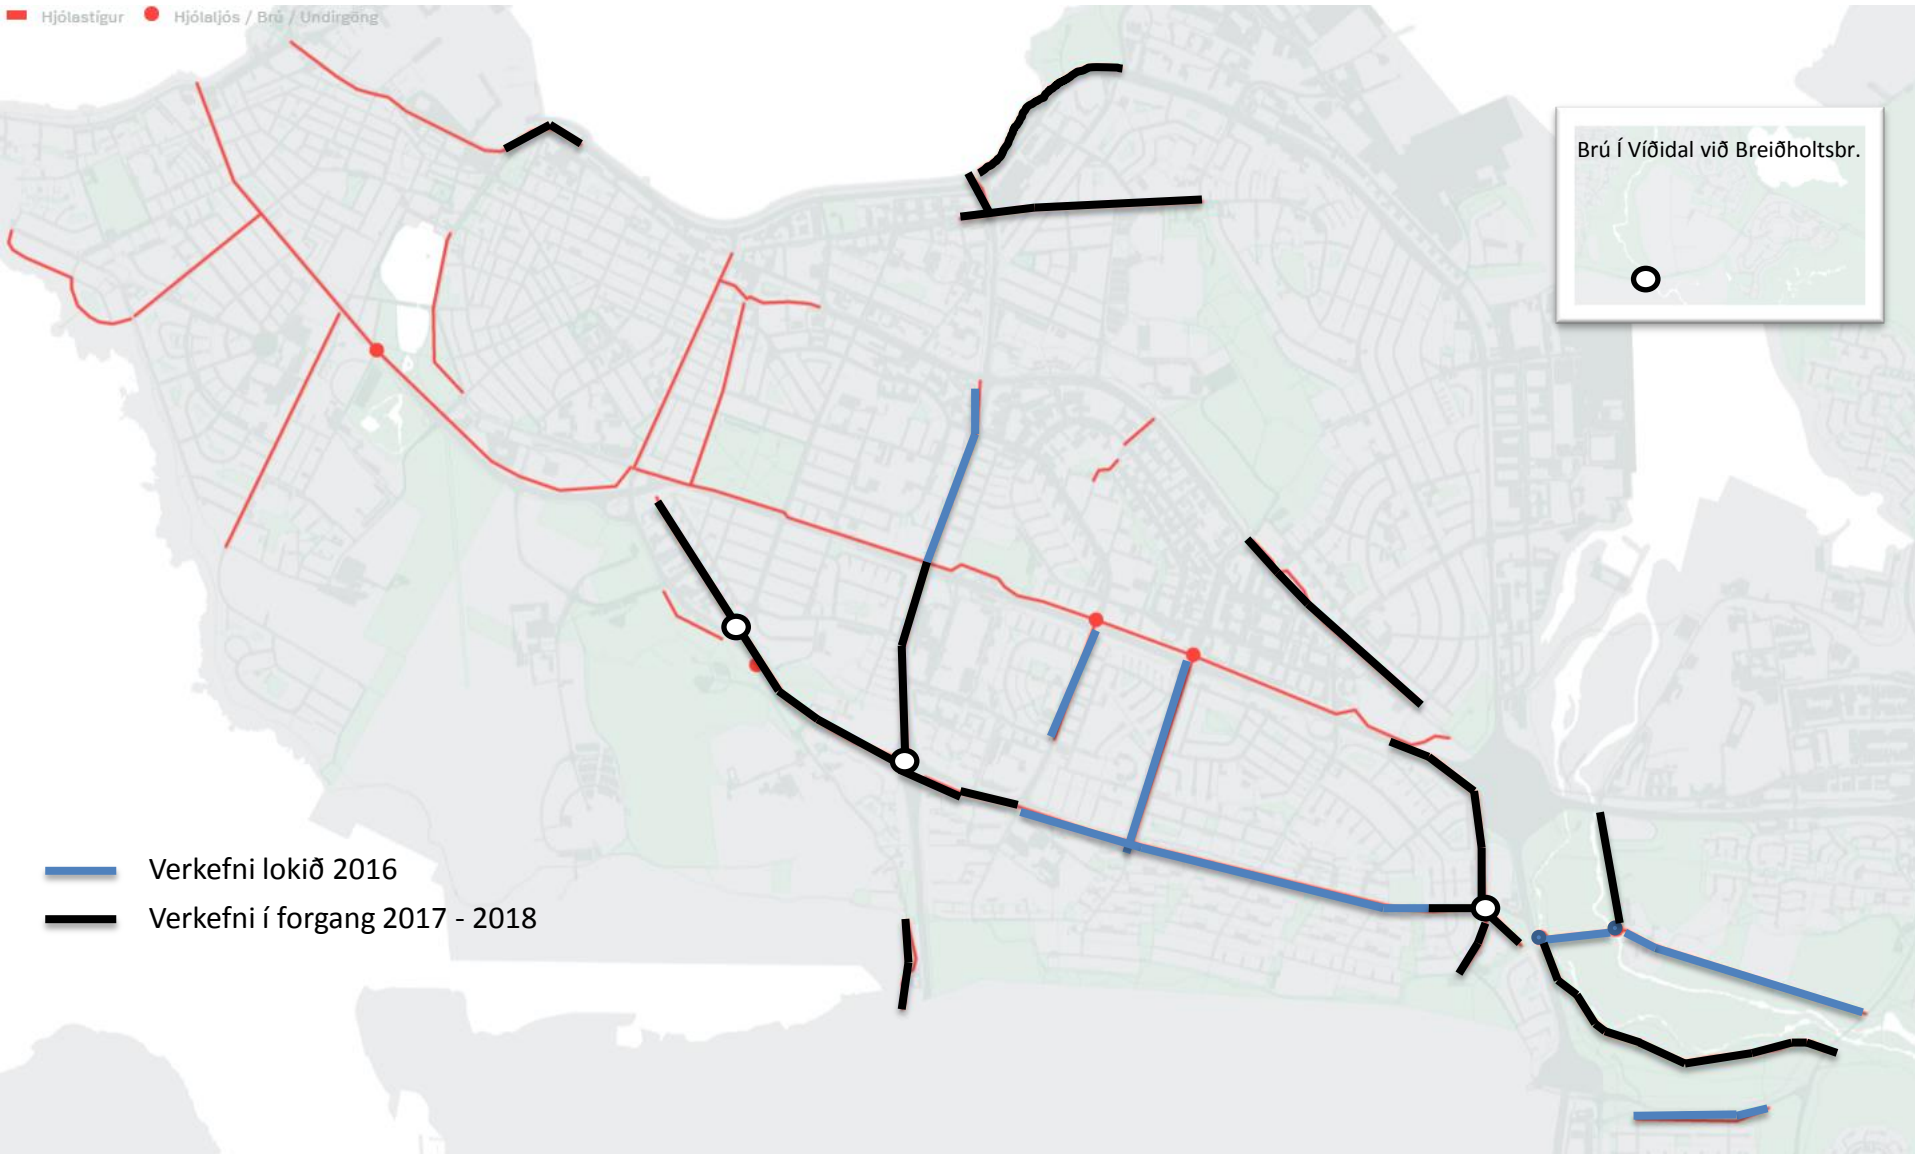 Hjólastígur Hjólaljós / Brú / Undirgöng
Brú Í Víðidal við Breiðholtsbr.
Verkefni lokið 2016
Verkefni í forgang 2017 - 2018